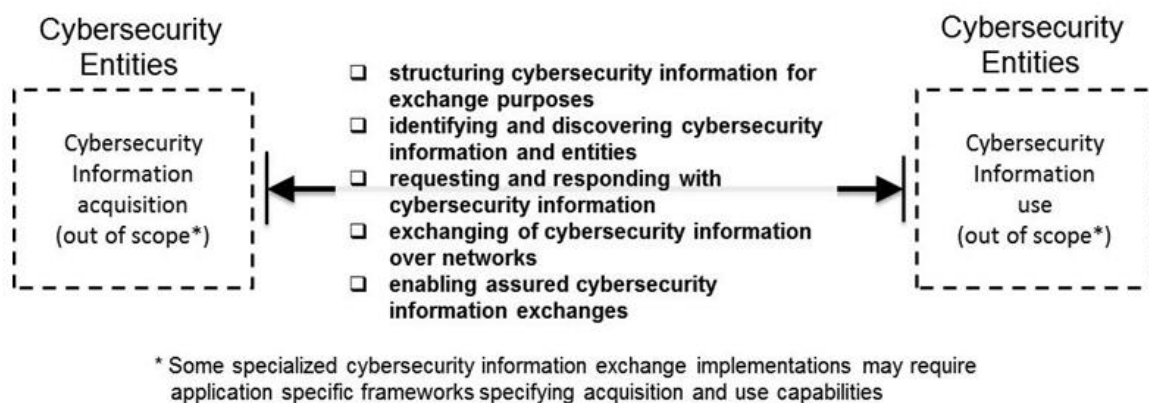 Cybersecurity
Entities
Cybersecurity
Information
acquisition
(out of scope*)
❑ structuring cybersecurity information for
exchange purposes
❑ identifying and discovering cybersecurity
information and entities
❑ requesting and responding with
cybersecurity information
❑ exchanging of cybersecurity information
over networks
❑ enabling assured cybersecurity
information exchanges
Cybersecurity
Entities
Cybersecurity
Information
use
(out of scope*)
* Some specialized cybersecurity information exchange implementations may require
application specific frameworks specifying acquisition and use capabilities